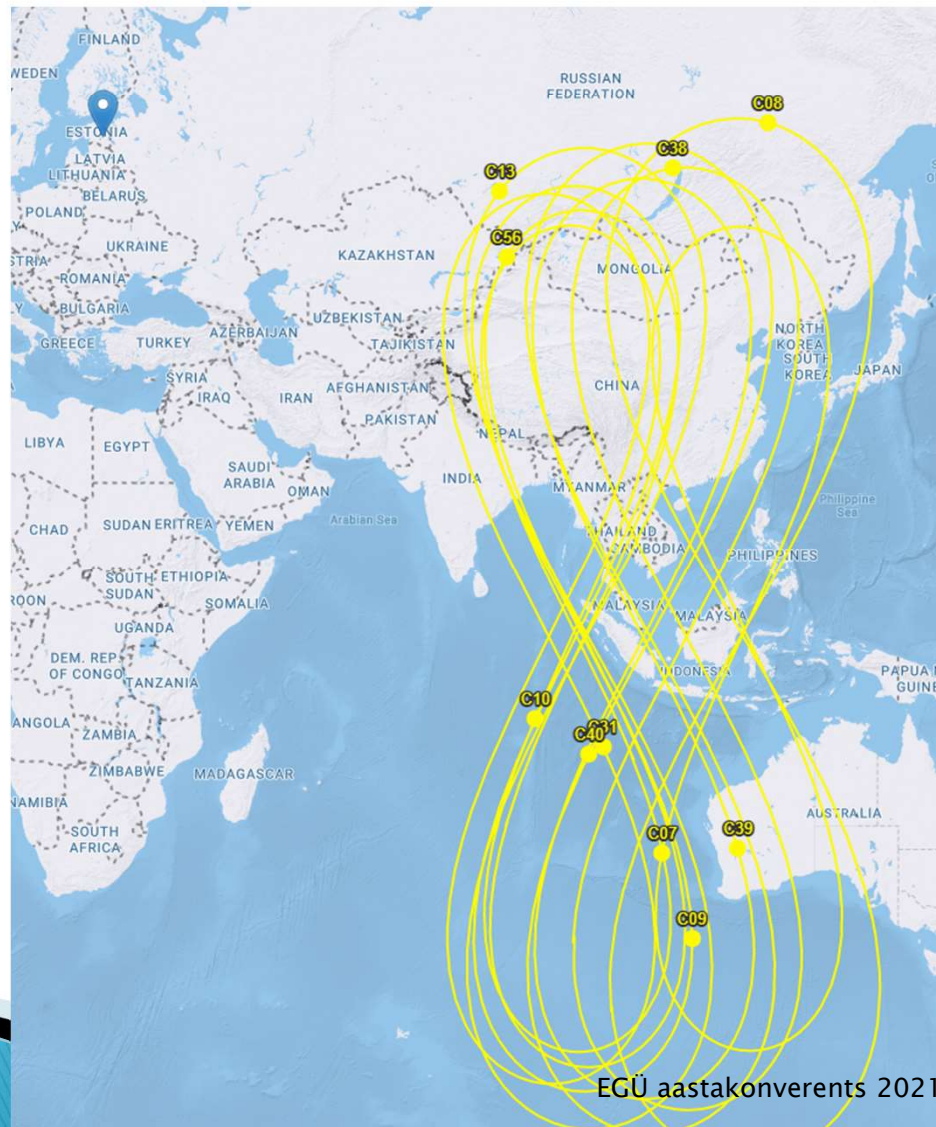 FINLAND
WEDEN
RUSSIAN
FEDERATION
C08
ESTONIA
LATVIA
LITHUANIA
BELARUS
POLAND
C38
C13
UKRAINE
C56
STRIA
KAZAKHSTAN
MONGOLIA
ROMANIA
LY
BULGARIA
UZBEKISTAN
GREECE
TURKEY
AZERBAIJAN
TAJIKISTAN
NORTH
KOREA
SOUTH
KOREA
JAPAN
SYRIA
IRAQ
IRAN
AFGHANISTAN
CHINA
PAKISTAN
NEPAL
LIBYA
EGYPT
SAUDI
ARABIA
OMAN
INDIA
MYANMAR
Arabian Sea
Philippine
Sea
CHAD
SUDAN
ERITREA
YEMEN
THAILAND
CAMBODIA
PHILIPPINES
SOUTH
SUDAN
ETHIOPIA
ROON
SOMALIA
MALAYSIA
MALAYSIA
UGANDA
DEM. REP.
OF CONGO
TANZANIA
INDONESIA
PAPUA N
GUINE
C10
ANGOLA
ZAMBIA
C31
C40
ZIMBABWE
MADAGASCAR
NAMIBIA
AUSTRALIA
SOUTH
AFRICA
C07
C39
C09
EGÜ aastakonverents 2021